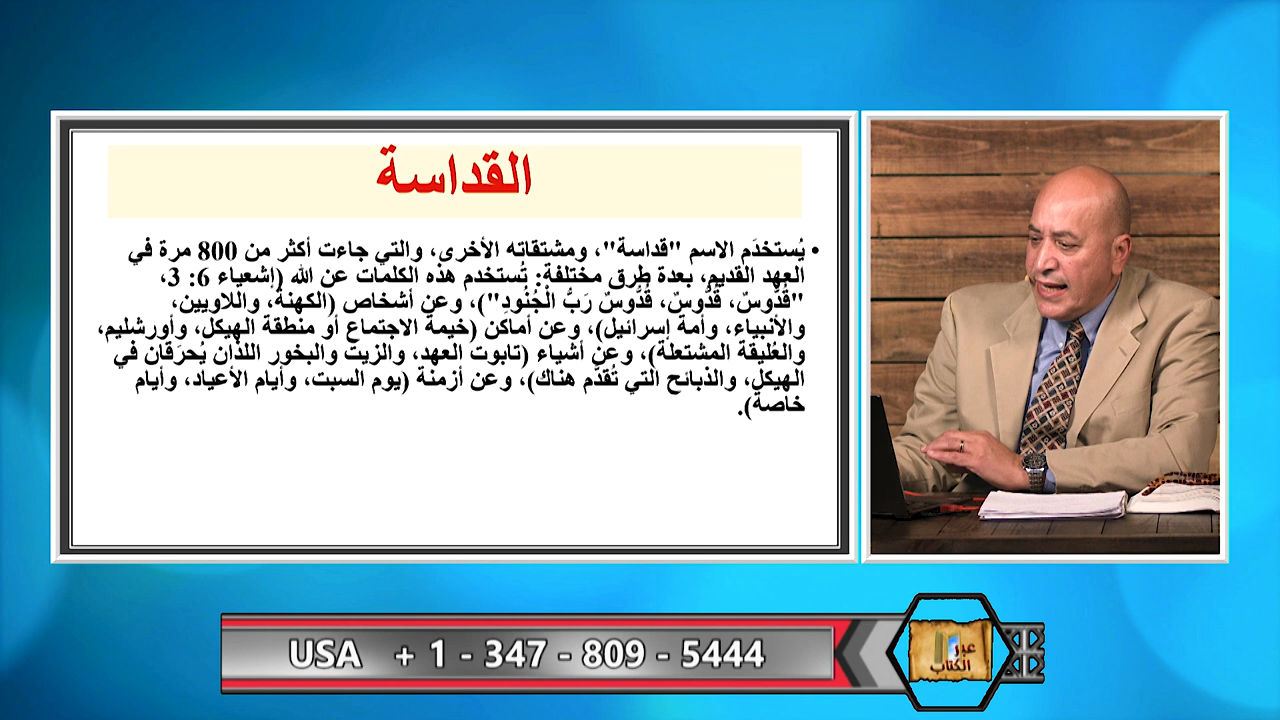 القداسة
• يُستخدَم الاسم "قداسة"، ومشتقاته الأخرى، والتي جاءت أكثر من 800 مرة في
العهد القديم، بعدة طرق مختلفة: تُستخدم هذه الكلمات عن الله (إشعياء 6: 3،
"قُدُّوسٌ، قُدُّوسٌ، قُدُّوسٌ رَبُّ الْجُنُودِ")، وعن أشخاص (الكهنة، واللاويين،
والأنبياء، وأمة إسرائيل)، وعن أماكن (خيمة الاجتماع أو منطقة الهيكل، وأورشليم،
والعُليقة المشتعلة)، وعن أشياء (تابوت العهد، والزيت والبخور اللذان يُحرَقان في
الهيكل، والذبائح التي تُقدَّم هناك)، وعن أزمنة (يوم السبت، وأيام الأعياد، وأيام
خاصة).
USA + 1 - 347 - 809 - 5444
عبر
الكتاب